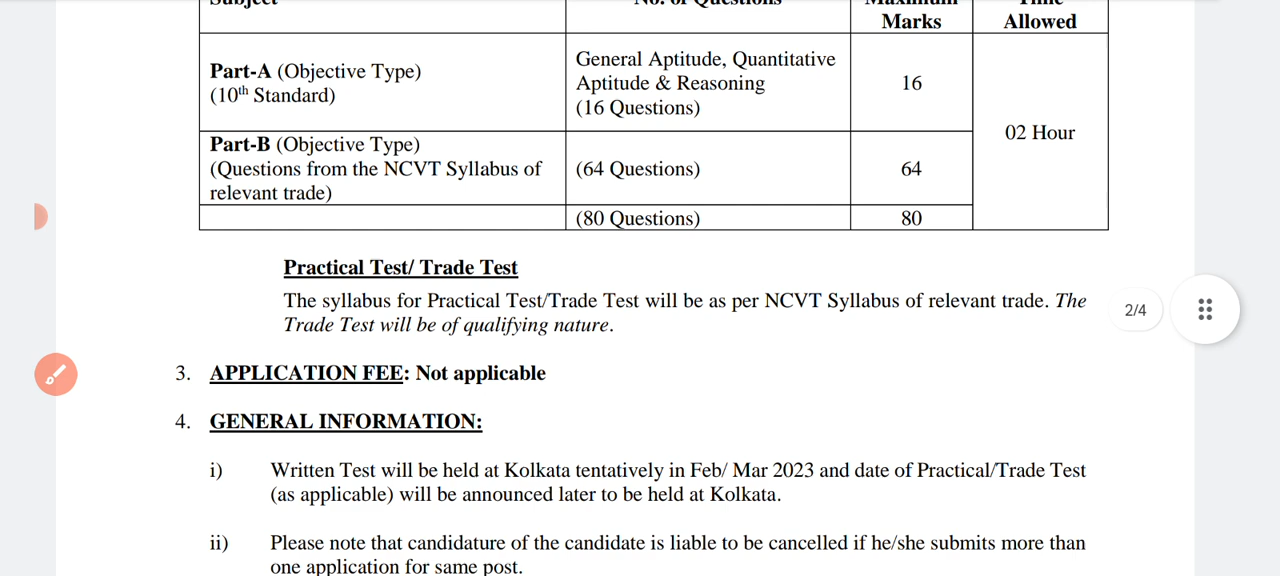 Subject
No. of Questions
Maximum
Marks
Time
Allowed
Part-A (Objective Type)
(10th Standard)
General Aptitude, Quantitative
Aptitude & Reasoning
(16 Questions)
16
02 Hour
Part-B (Objective Type)
(Questions from the NCVT Syllabus of
relevant trade)
(64 Questions)
64
(80 Questions)
80
Practical Test/ Trade Test
The syllabus for Practical Test/Trade Test will be as per NCVT Syllabus of relevant trade. The
Trade Test will be of qualifying nature.
2/4
3. APPLICATION FEE: Not applicable
4. GENERAL INFORMATION:
i) Written Test will be held at Kolkata tentatively in Feb/ Mar 2023 and date of Practical/Trade Test
(as applicable) will be announced later to be held at Kolkata.
ii) Please note that candidature of the candidate is liable to be cancelled if he/she submits more than
one application for same post.